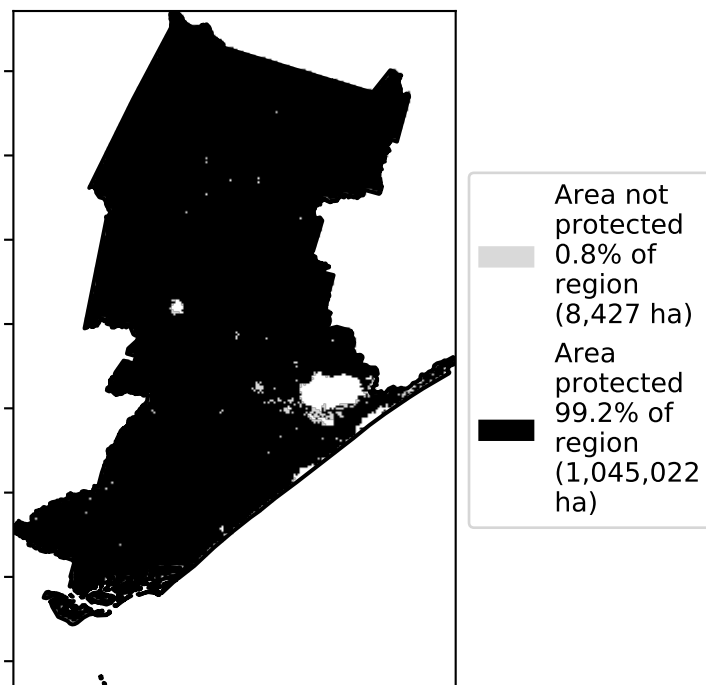 Area not
protected
0.8% of
region
(8,427 ha)
Area
protected
99.2% of
region
(1,045,022
ha)